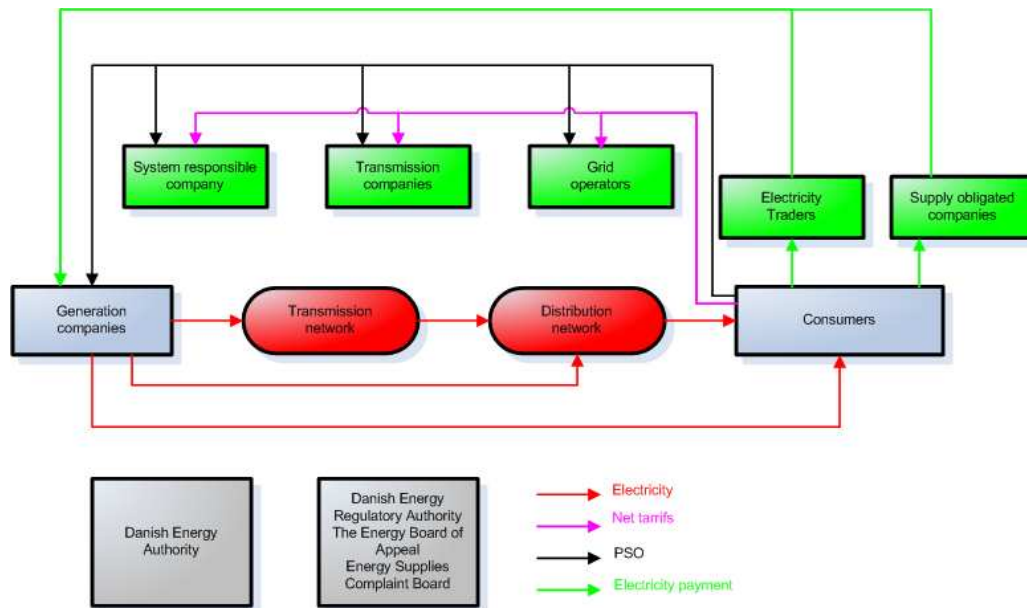 System responsible
company
Transmission
companies
Grid
operators
Electricity
Traders
Supply obligated
companies
Generation
companies
Transmission
network
Distribution
network
Consumers
Danish Energy
Authority
Danish Energy
Regulatory Authority
The Energy Board of
Appeal
Energy Supplies
Complaint Board
Electricity
Net tarrifs
PSO
Electricity payment